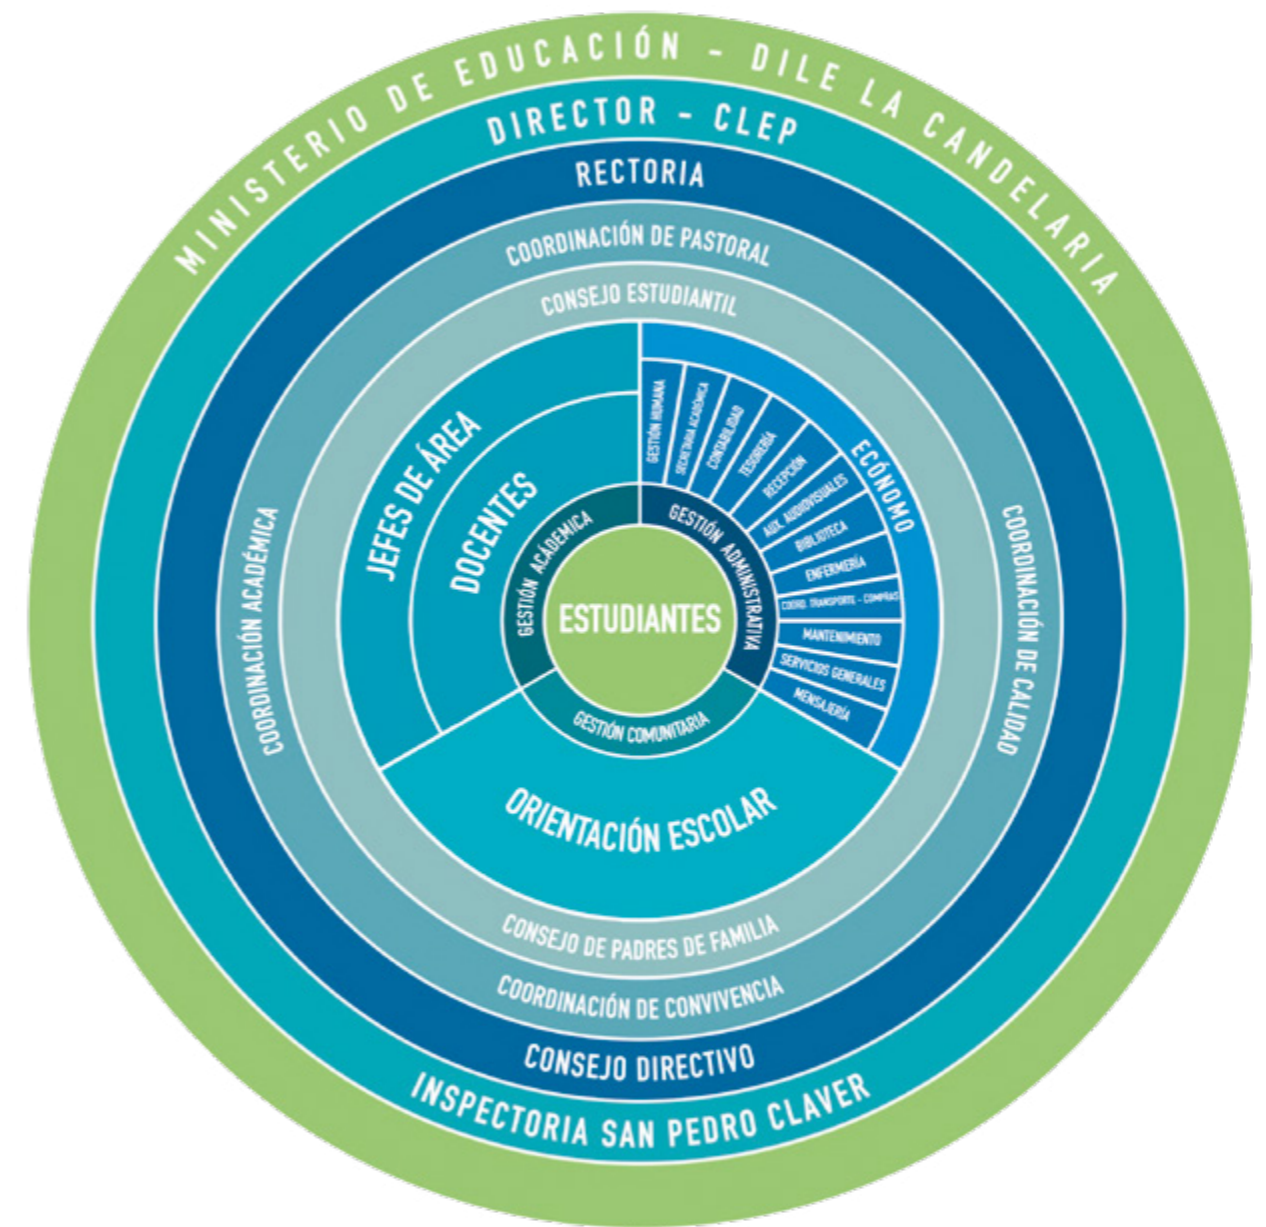 MINISTERIO DE EDUCACIÓN - DILE LA CANDELARIA
DIRECTOR - CLEP
RECTORIA
COORDINACIÓN DE PASTORAL
CONSEJO ESTUDIANTIL
JEFES DE ÁREA
DOCENTES
GESTIÓN ACÁDEMICA
COORDINACIÓN ACADÉMICA
ECÓNOMO
GESTIÓN HUMANA
SECRETARIA ACADÉMICA
CONTABILIDAD
TESORERÍA
RECEPCIÓN
AUX. AUDIOVISUALES
BIBLIOTECA
ENFERMERÍA
COORD. TRANSPORTE - COMPRAS
MANTENIMIENTO
SERVICIOS GENERALES
MENSAJERÍA
GESTIÓN ADMINISTRATIVA
COORDINACIÓN DE CALIDAD
ESTUDIANTES
GESTIÓN COMUNITARIA
ORIENTACIÓN ESCOLAR
CONSEJO DE PADRES DE FAMILIA
COORDINACIÓN DE CONVIVENCIA
CONSEJO DIRECTIVO
INSPECTORIA SAN PEDRO CLAVER